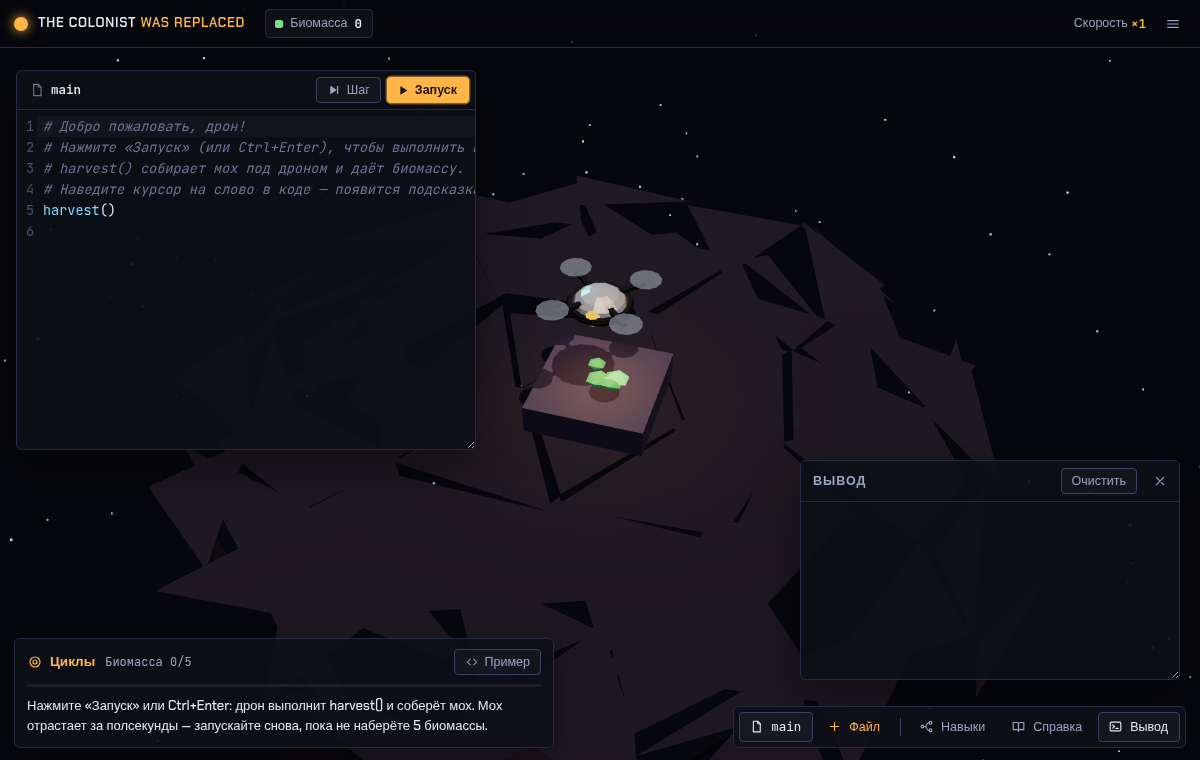 THE COLONIST WAS REPLACED
Биомасса 0
Скорость ×1
main
Шаг
Запуск
1 # Добро пожаловать, дрон!
2 # Нажмите «Запуск» (или Ctrl+Enter), чтобы выполнить
3 # harvest() собирает мох под дроном и даёт биомассу.
4 # Наведите курсор на слово в коде — появится подсказка
5 harvest()
6
ВЫВОД
Очистить
Циклы Биомасса 0/5
Пример
Нажмите «Запуск» или Ctrl+Enter: дрон выполнит harvest() и соберёт мох. Мох
отрастает за полсекунды — запускайте снова, пока не наберёте 5 биомассы.
main
Файл
Навыки
Справка
Вывод